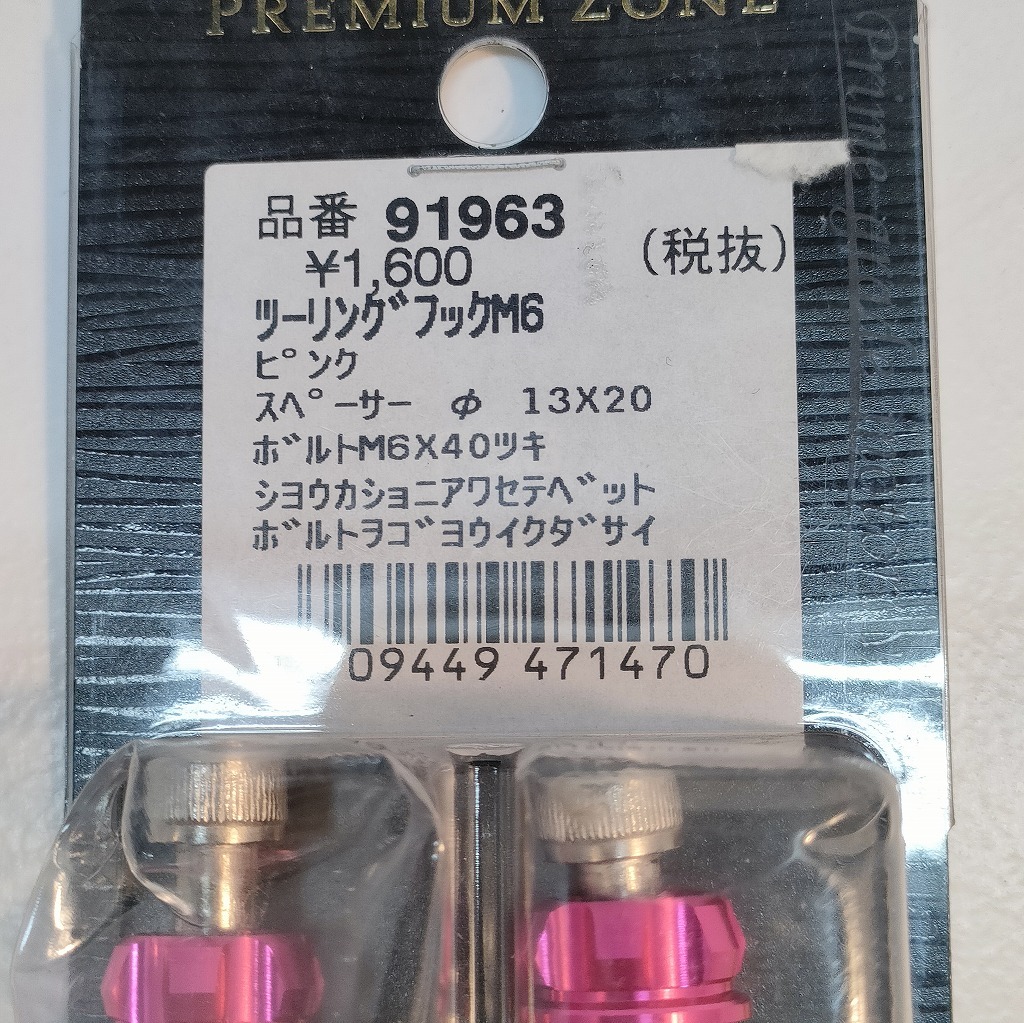 PREMIUM ZONE
品番 91963
¥1,600 (税抜)
ツーリングフックM6
ピンク
スペーサー φ 13X20
ボルトM6X40ツキ
シヨウカショニアワセテベット
ボルトヲゴヨウイクダサイ
09449 471470